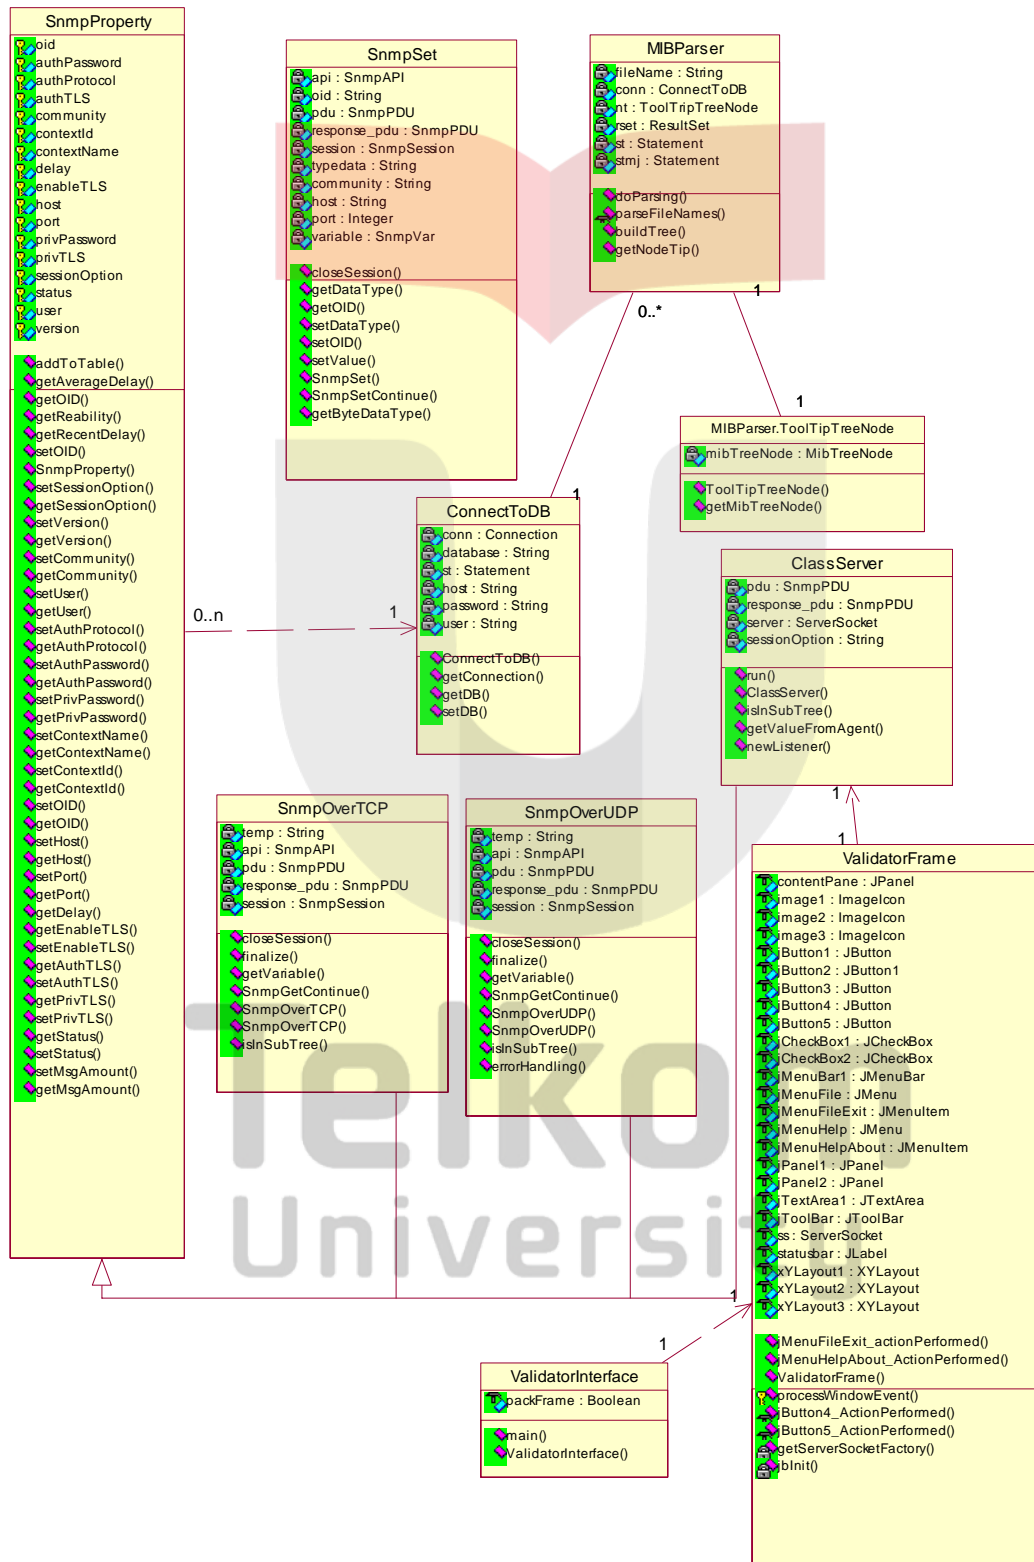 SnmpProperty
oid
authPassword
authProtocol
authTLS
community
contextId
contextName
delay
enableTLS
host
port
privPassword
privTLS
sessionOption
status
user
version
addToTable()
getAverageDelay()
getOID()
getReability()
getRecentDelay()
setOID()
SnmpProperty()
setSessionOption()
getSessionOption()
setVersion()
getVersion()
setCommunity()
getCommunity()
setUser()
getUser()
setAuthProtocol()
getAuthProtocol()
setAuthPassword()
getAuthPassword()
setPrivPassword()
getPrivPassword()
setContextName()
getContextName()
setContextId()
getContextId()
setOID()
getOID()
setHost()
getHost()
setPort()
getPort()
getDelay()
getEnableTLS()
setEnableTLS()
getAuthTLS()
setAuthTLS()
getPrivTLS()
setPrivTLS()
getStatus()
setStatus()
setMsgAmount()
getMsgAmount()
SnmpSet
api : SnmpAPI
oid : String
pdu : SnmpPDU
response_pdu : SnmpPDU
session : SnmpSession
typedata : String
community : String
host : String
port : Integer
variable : SnmpVar
closeSession()
getDataType()
getOID()
setDataType()
setOID()
setValue()
SnmpSet()
SnmpSetContinue()
getByteDataType()
MIBParser
fileName : String
conn : ConnectToDB
nt : ToolTripTreeNode
rset : ResultSet
st : Statement
stmj : Statement
doParsing()
parseFileNames()
buildTree()
getNodeTip()
0..*
1
1
MIBParser.ToolTipTreeNode
mibTreeNode : MibTreeNode
ToolTipTreeNode()
getMibTreeNode()
1
ConnectToDB
conn : Connection
database : String
st : Statement
host : String
password : String
user : String
ConnectToDB()
getConnection()
getDB()
setDB()
0..n
1
ClassServer
pdu : SnmpPDU
response_pdu : SnmpPDU
server : ServerSocket
sessionOption : String
run()
ClassServer()
isInSubTree()
getValueFromAgent()
newListener()
1
1
SnmpOverTCP
temp : String
api : SnmpAPI
pdu : SnmpPDU
response_pdu : SnmpPDU
session : SnmpSession
closeSession()
finalize()
getVariable()
SnmpGetContinue()
SnmpOverTCP()
SnmpOverTCP()
isInSubTree()
SnmpOverUDP
temp : String
api : SnmpAPI
pdu : SnmpPDU
response_pdu : SnmpPDU
session : SnmpSession
closeSession()
finalize()
getVariable()
SnmpGetContinue()
SnmpOverUDP()
SnmpOverUDP()
isInSubTree()
errorHandling()
ValidatorFrame
contentPane : JPanel
image1 : ImageIcon
image2 : ImageIcon
image3 : ImageIcon
jButton1 : JButton
jButton2 : JButton1
jButton3 : JButton
jButton4 : JButton
jButton5 : JButton
jCheckBox1 : JCheckBox
jCheckBox2 : JCheckBox
jMenuBar1 : JMenuBar
jMenuFile : JMenu
jMenuFileExit : JMenuItem
jMenuHelp : JMenu
jMenuHelpAbout : JMenuItem
jPanel1 : JPanel
jPanel2 : JPanel
jTextArea1 : JTextArea
jToolBar : JToolBar
ss : ServerSocket
statusbar : JLabel
xYLayout1 : XYLayout
xYLayout2 : XYLayout
xYLayout3 : XYLayout
jMenuFileExit_actionPerformed()
jMenuHelpAbout_ActionPerformed()
ValidatorFrame()
processWindowEvent()
jButton4_ActionPerformed()
jButton5_ActionPerformed()
getServerSocketFactory()
jbInit()
1
1
ValidatorInterface
packFrame : Boolean
main()
ValidatorInterface()
Telkom
University